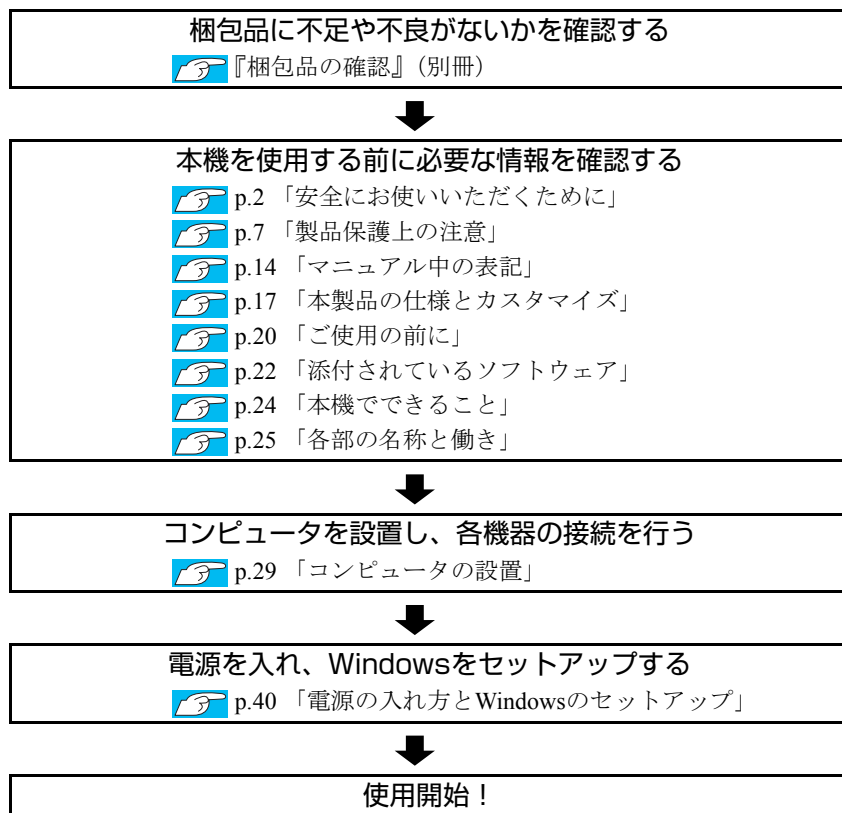 梱包品に不足や不良がないかを確認する
『梱包品の確認』（別冊）
本機を使用する前に必要な情報を確認する
p.2 「安全にお使いいただくために」
p.7 「製品保護上の注意」
p.14 「マニュアル中の表記」
p.17 「本製品の仕様とカスタマイズ」
p.20 「ご使用の前に」
p.22 「添付されているソフトウェア」
p.24 「本機でできること」
p.25 「各部の名称と働き」
コンピュータを設置し、各機器の接続を行う
p.29 「コンピュータの設置」
電源を入れ、Windowsをセットアップする
p.40 「電源の入れ方とWindowsのセットアップ」
使用開始！